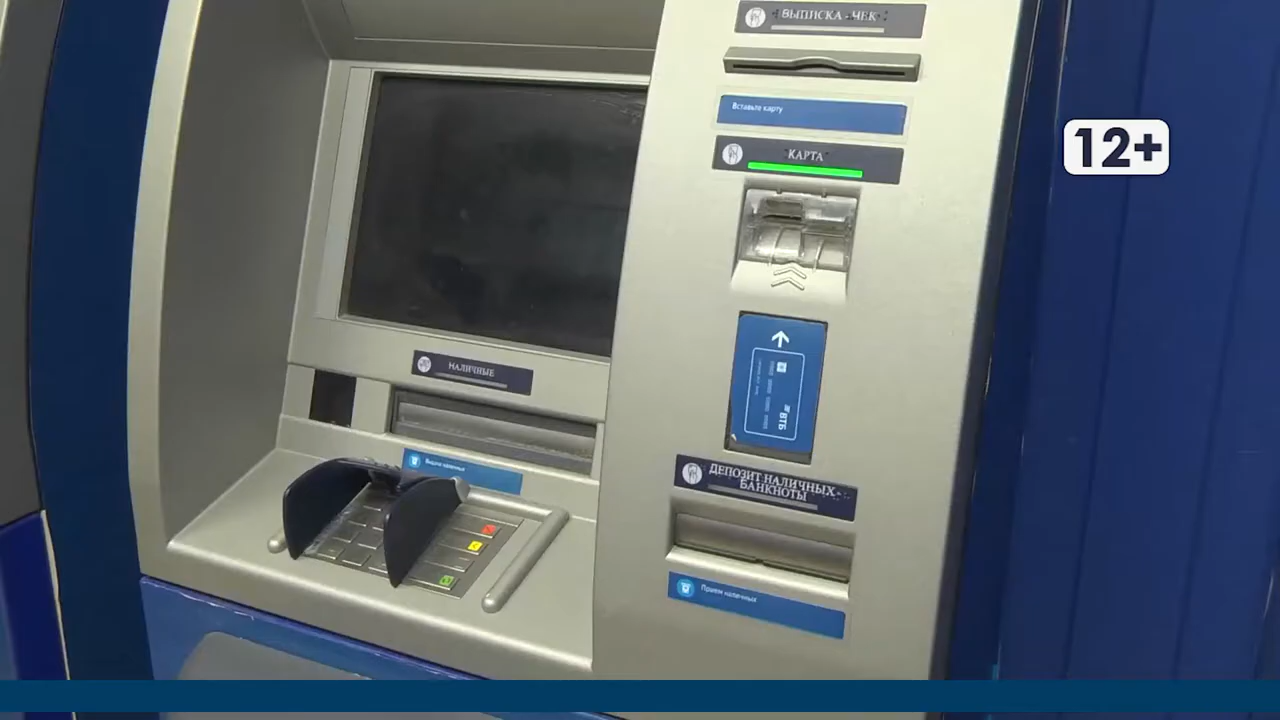 ВЫПИСКА - ЧЕК
Вставьте карту
12+
КАРТА
НАЛИЧНЫЕ
ВТБ
Выдача наличных
ДЕПОЗИТ НАЛИЧНЫХ
БАНКНОТЫ
Прием наличных